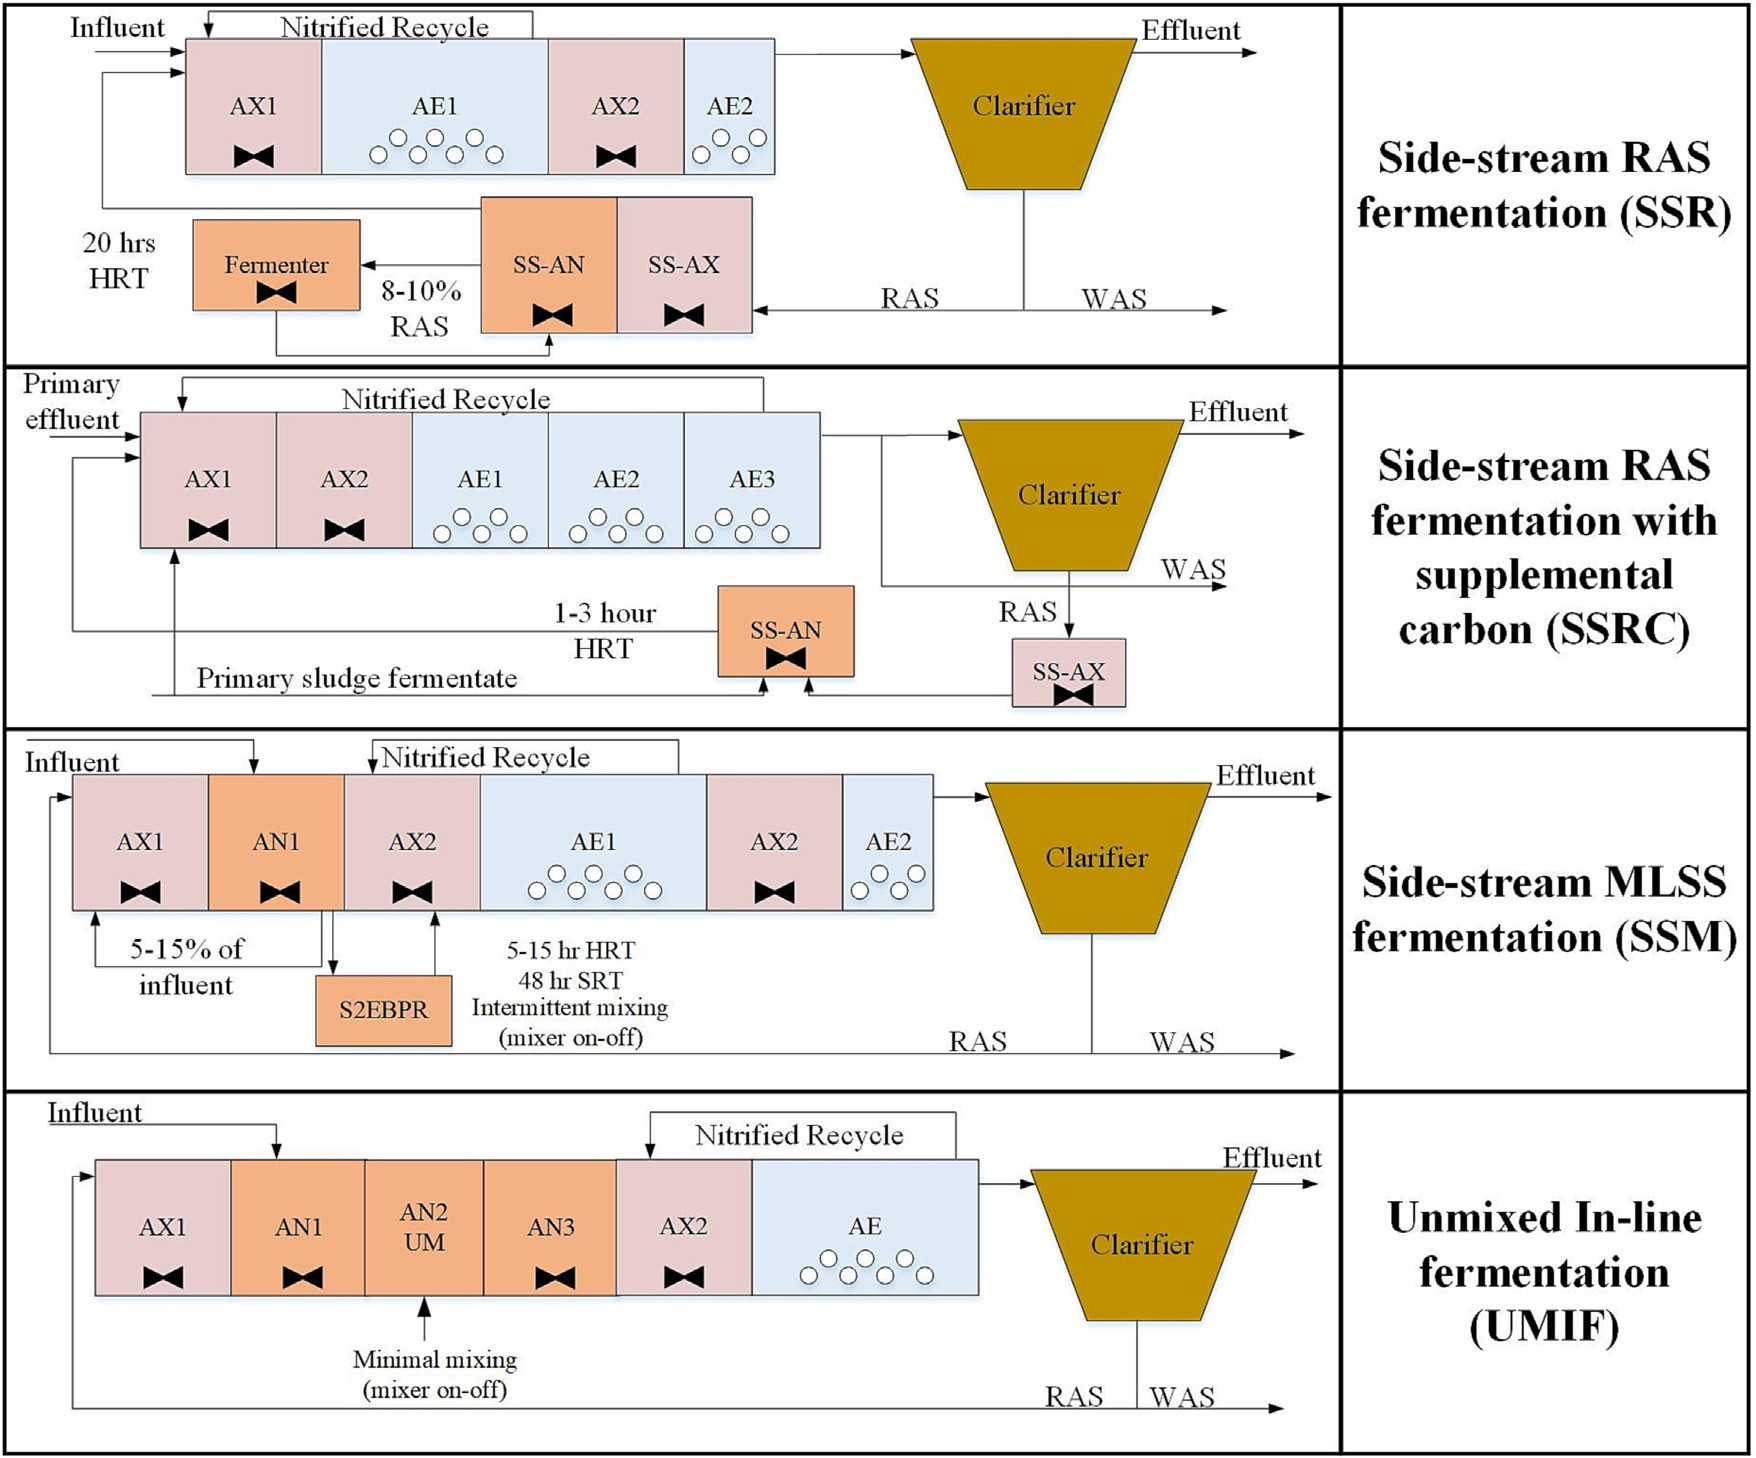 Influent
Nitrified Recycle
Effluent
AX1
AE1
AX2
AE2
Clarifier
20 hrs
HRT
Fermenter
8-10%
RAS
SS-AN
SS-AX
RAS
WAS
Side-stream RAS
fermentation (SSR)
Primary
effluent
Nitrified Recycle
Effluent
AX1
AX2
AE1
AE2
AE3
Clarifier
WAS
RAS
1-3 hour
HRT
SS-AN
SS-AX
Primary sludge fermentate
Side-stream RAS
fermentation with
supplemental
carbon (SSRC)
Influent
Nitrified Recycle
Effluent
AX1
AN1
AX2
AE1
AX2
AE2
Clarifier
5-15% of
influent
S2EBPR
5-15 hr HRT
48 hr SRT
Intermittent mixing
(mixer on-off)
RAS
WAS
Side-stream MLSS
fermentation (SSM)
Influent
Nitrified Recycle
Effluent
AX1
AN1
AN2
UM
AN3
AX2
AE
Clarifier
Minimal mixing
(mixer on-off)
RAS
WAS
Unmixed In-line
fermentation
(UMIF)